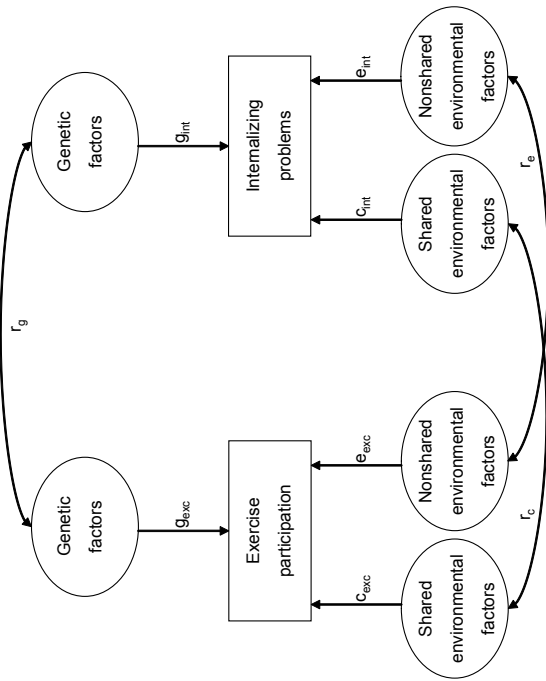 r_g
Genetic
factors
Genetic
factors
g_exc
g_int
Exercise
participation
Internalizing
problems
c_exc
e_exc
c_int
e_int
Shared
environmental
factors
Nonshared
environmental
factors
Shared
environmental
factors
Nonshared
environmental
factors
r_c
r_e